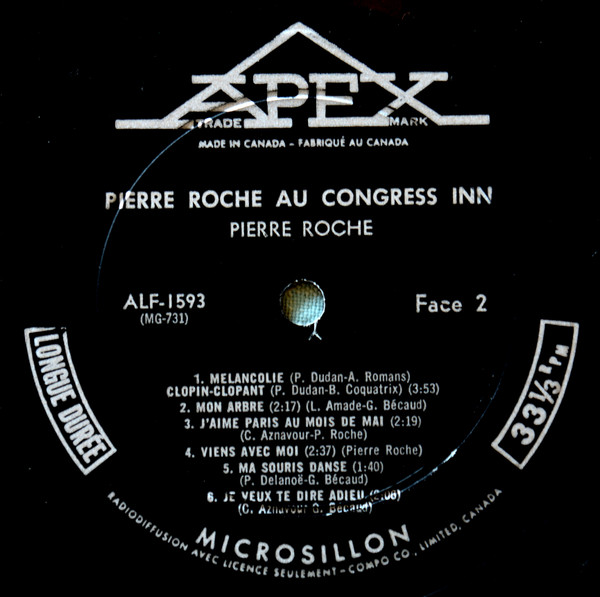 APEX
TRADE MARK
MADE IN CANADA - FABRIQUÉ AU CANADA
PIERRE ROCHE AU CONGRESS INN
PIERRE ROCHE
ALF-1593
(MG-731)
Face 2
LONGUE DURÉE
33 1/3 RPM
1. MELANCOLIE (P. Dudan-A. Romans)
CLOPIN-CLOPANT (P. Dudan-B. Coquatrix) (3:53)
2. MON ARBRE (2:17) (L. Amade-G. Bécaud)
3. J'AIME PARIS AU MOIS DE MAI (2:19)
(C. Aznavour-P. Roche)
4. VIENS AVEC MOI (2:37) (Pierre Roche)
5. MA SOURIS DANSE (1:40)
(P. Delanoë-G. Bécaud)
6. JE VEUX TE DIRE ADIEU
(C. Aznavour G. Bécaud)
MICROSILLON
RADIODIFFUSION AVEC LICENCE SEULEMENT-COMPO CO., LIMITED, CANADA